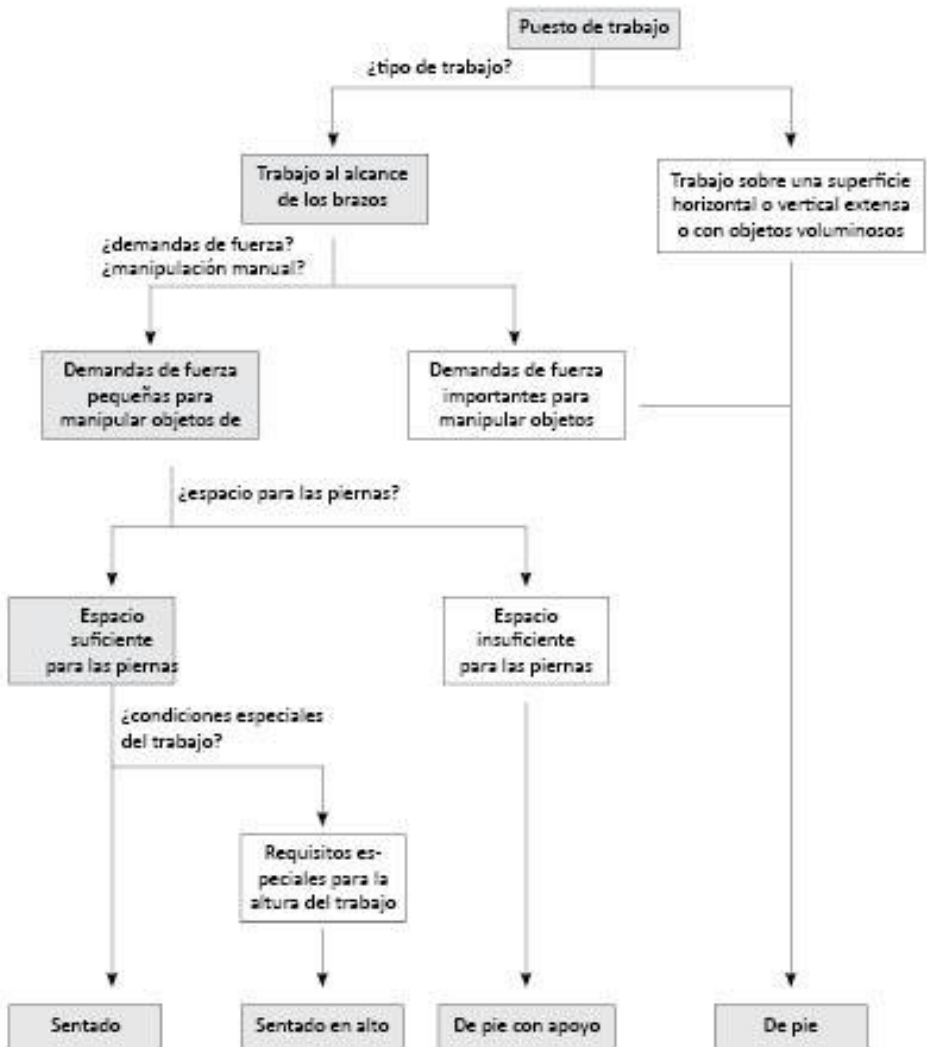 Puesto de trabajo
¿tipo de trabajo?
Trabajo al alcance
de los brazos
Trabajo sobre una superficie
horizontal o vertical extensa
o con objetos voluminosos
¿demandas de fuerza?
¿manipulación manual?
Demandas de fuerza
pequeñas para
manipular objetos de
Demandas de fuerza
importantes para
manipular objetos
¿espacio para las piernas?
Espacio
suficiente
para las piernas
Espacio
insuficiente
para las piernas
¿condiciones especiales
del trabajo?
Requisitos es-
peciales para la
altura del trabajo
Sentado
Sentado en alto
De pie con apoyo
De pie